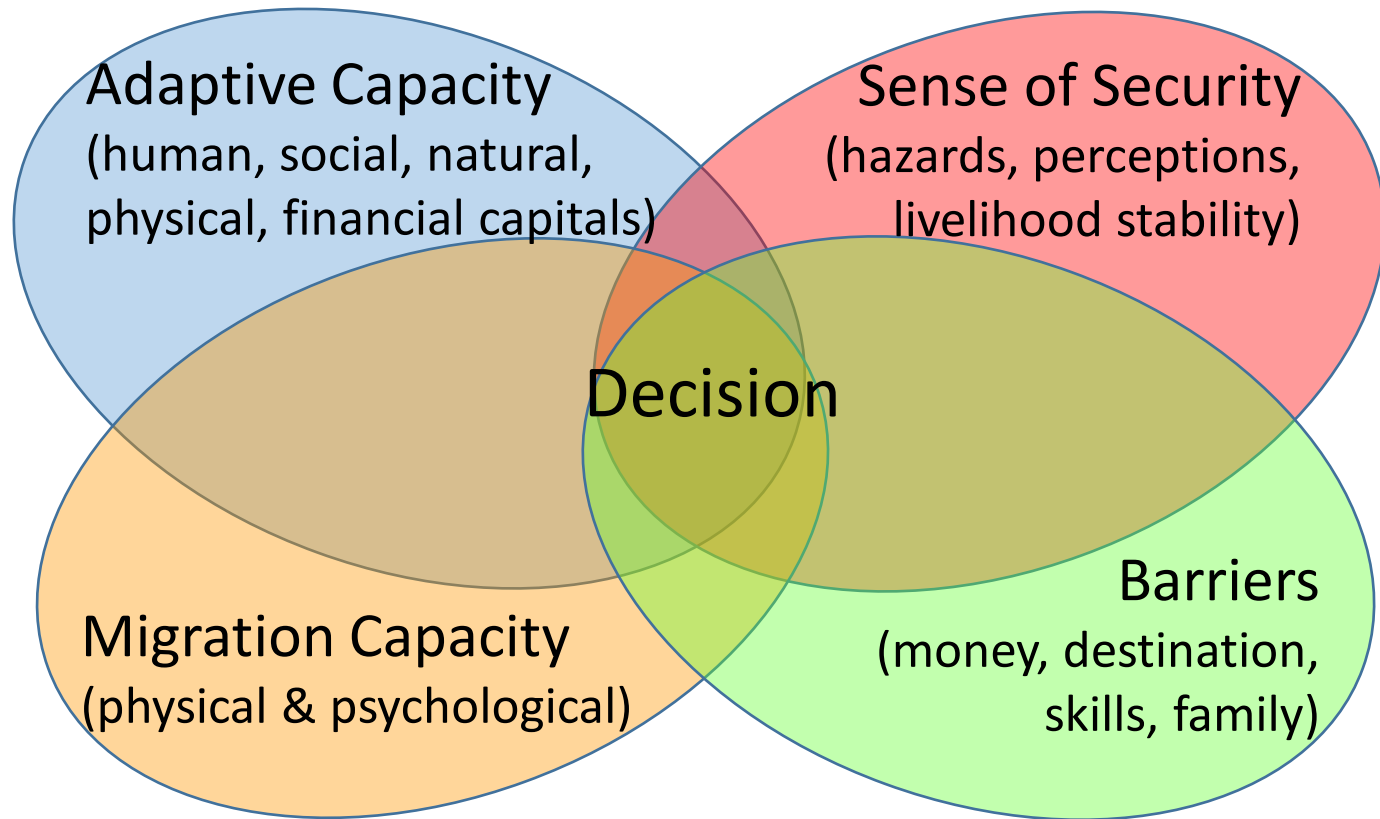 Adaptive Capacity
(human, social, natural,
physical, financial capitals)
Sense of Security
(hazards, perceptions,
livelihood stability)
Decision
Migration Capacity
(physical & psychological)
Barriers
(money, destination,
skills, family)